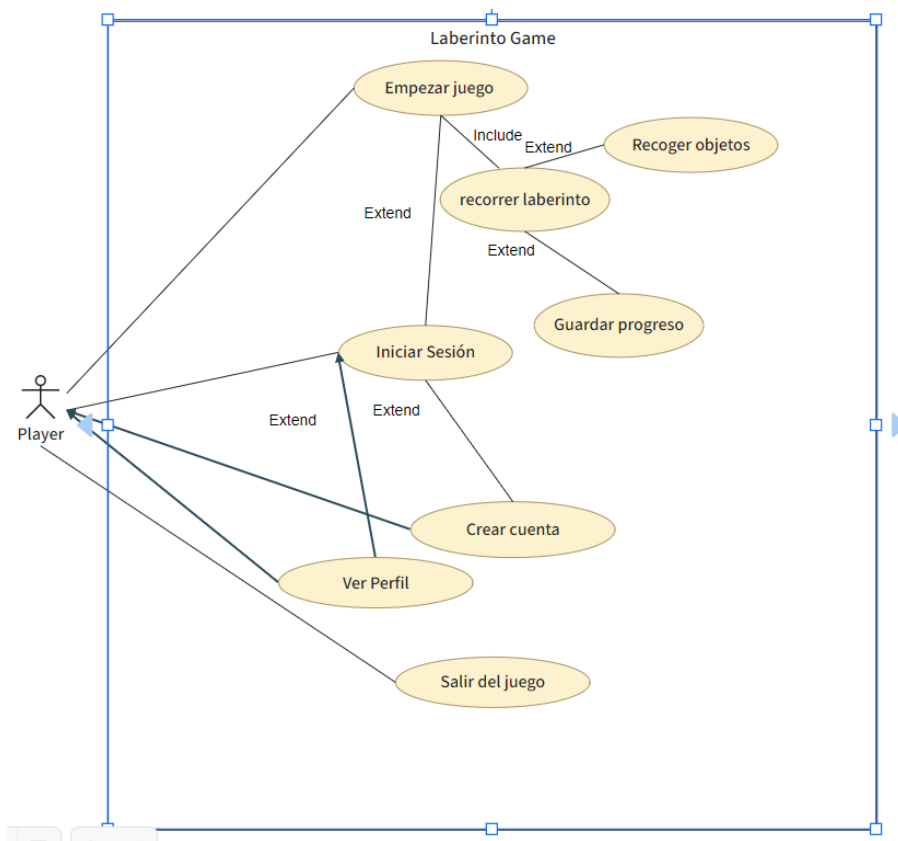 Laberinto Game
Empezar juego
Include
Extend
Recoger objetos
recorrer laberinto
Extend
Extend
Guardar progreso
Iniciar Sesión
Extend
Extend
Player
Crear cuenta
Ver Perfil
Salir del juego